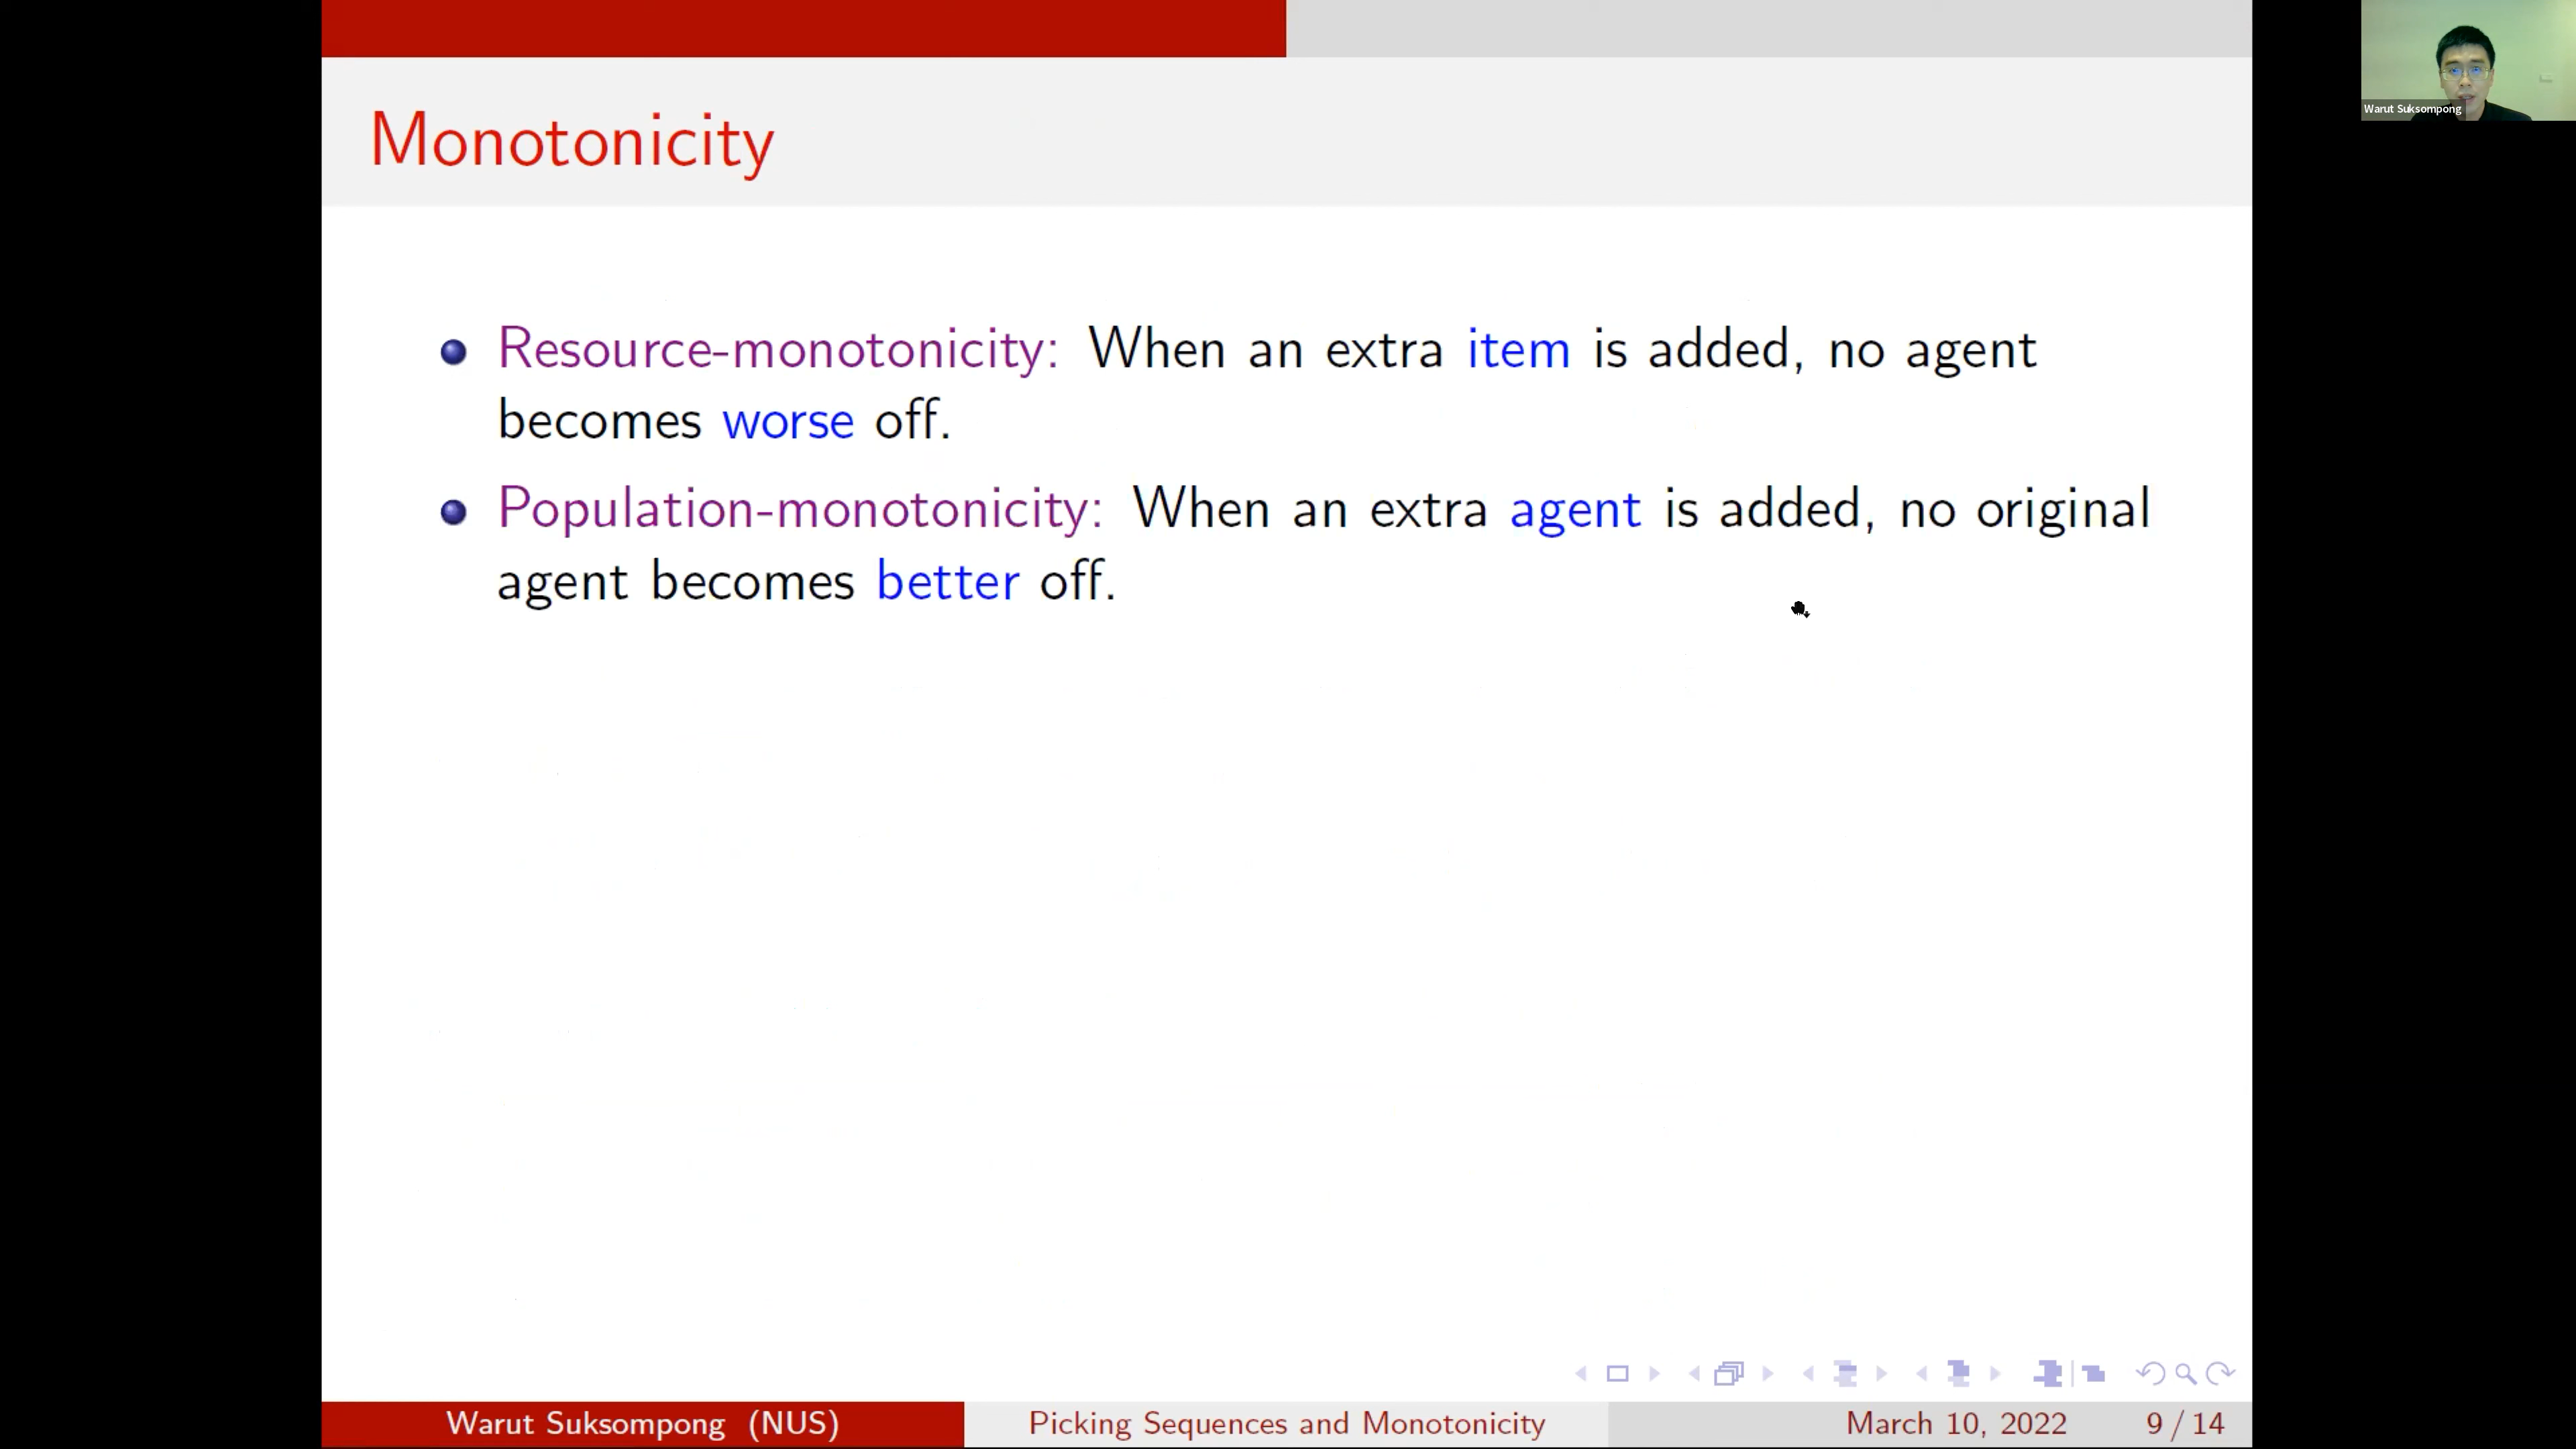 Monotonicity
Warut Suksompong
Resource-monotonicity: When an extra item is added, no agent
becomes worse off.
Population-monotonicity: When an extra agent is added, no original
agent becomes better off.
Warut Suksompong (NUS)
Picking Sequences and Monotonicity
March 10, 2022
9 / 14